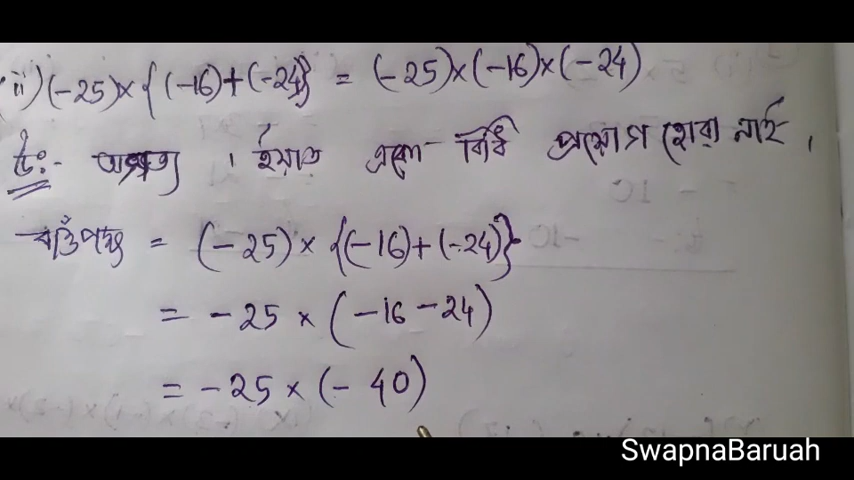 ii) (-25)×{(-16)+(-24)} = (-25)×(-16)×(-24)
উঃ- অসত্য । ইয়াত একো বিধি প্ৰয়োগ হোৱা নাই ।
বাওঁপক্ষ = (-25)×{(-16)+(-24)}
= -25 × (-16-24)
= -25 × (-40)
SwapnaBaruah